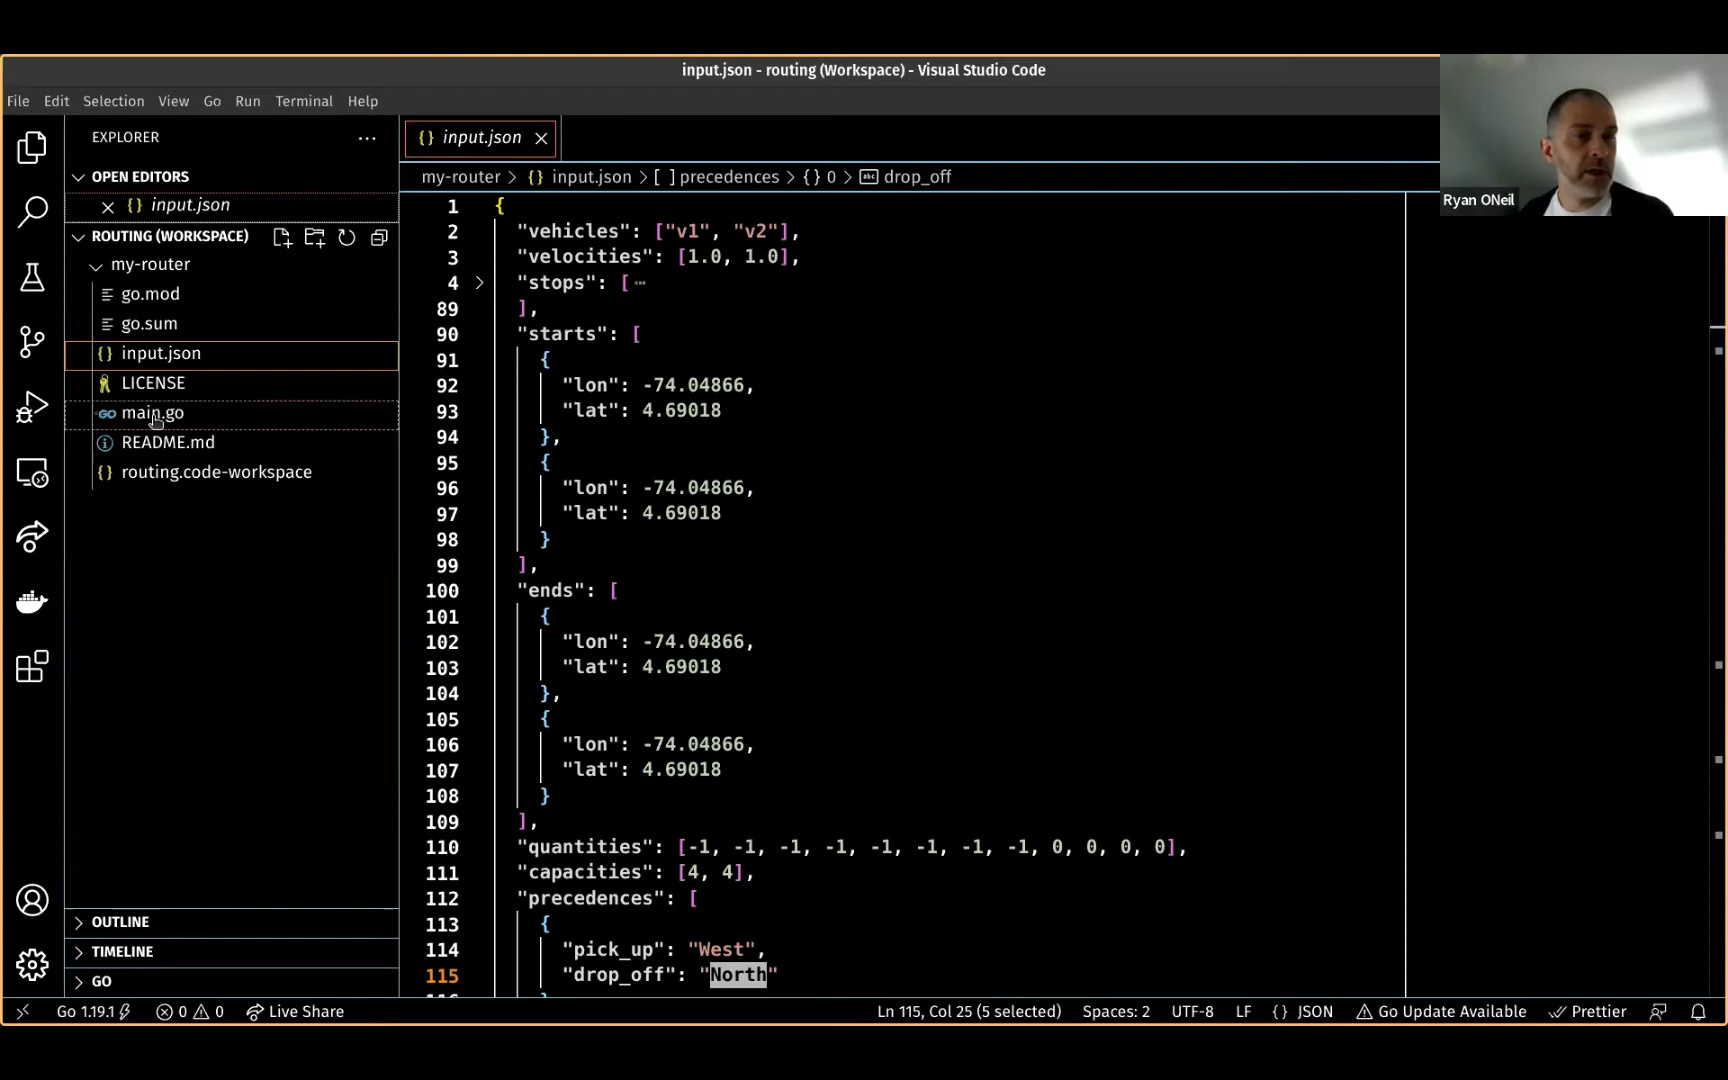 input.json - routing (Workspace) - Visual Studio Code
File Edit Selection View Go Run Terminal Help
Ryan ONeil
EXPLORER
OPEN EDITORS
input.json
ROUTING (WORKSPACE)
my-router
go.mod
go.sum
input.json
LICENSE
main.go
README.md
routing.code-workspace
OUTLINE
TIMELINE
GO
input.json
my-router > {} input.json > [ ] precedences > {} 0 > abc drop_off
1 {
2 "vehicles": ["v1", "v2"],
3 "velocities": [1.0, 1.0],
4 "stops": [ ⋯
89 ],
90 "starts": [
91 {
92 "lon": -74.04866,
93 "lat": 4.69018
94 },
95 {
96 "lon": -74.04866,
97 "lat": 4.69018
98 }
99 ],
100 "ends": [
101 {
102 "lon": -74.04866,
103 "lat": 4.69018
104 },
105 {
106 "lon": -74.04866,
107 "lat": 4.69018
108 }
109 ],
110 "quantities": [-1, -1, -1, -1, -1, -1, -1, -1, 0, 0, 0, 0],
111 "capacities": [4, 4],
112 "precedences": [
113 {
114 "pick_up": "West",
115 "drop_off": "North"
Go 1.19.1 0 0 Live Share Ln 115, Col 25 (5 selected) Spaces: 2 UTF-8 LF {} JSON Go Update Available Prettier